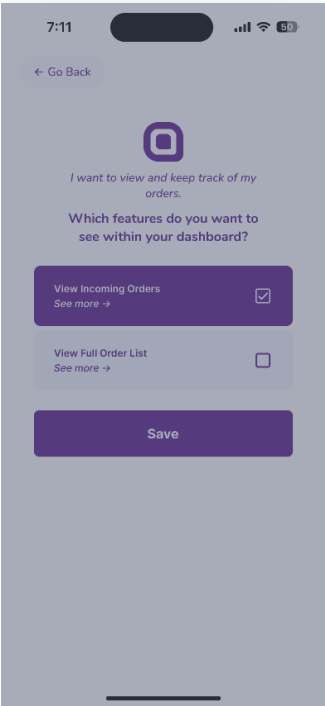 7:11
50
← Go Back
I want to view and keep track of my
orders.
Which features do you want to
see within your dashboard?
View Incoming Orders
See more →
View Full Order List
See more →
Save